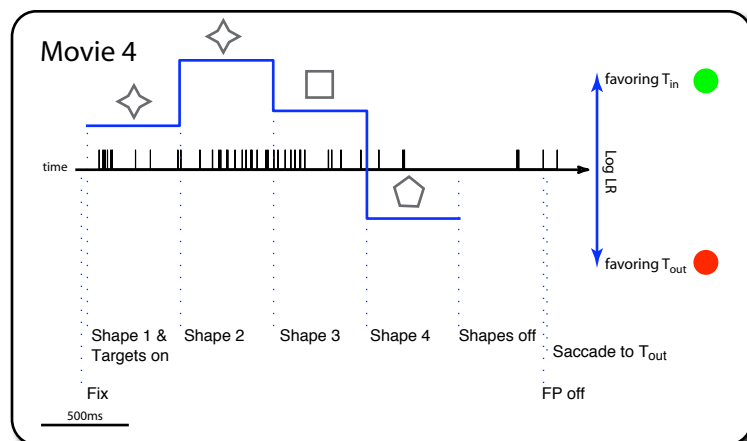 Movie 4
favoring T_in
time
Log LR
favoring T_out
Shape 1 &
Targets on
Shape 2
Shape 3
Shape 4
Shapes off
Saccade to T_out
Fix
FP off
500ms